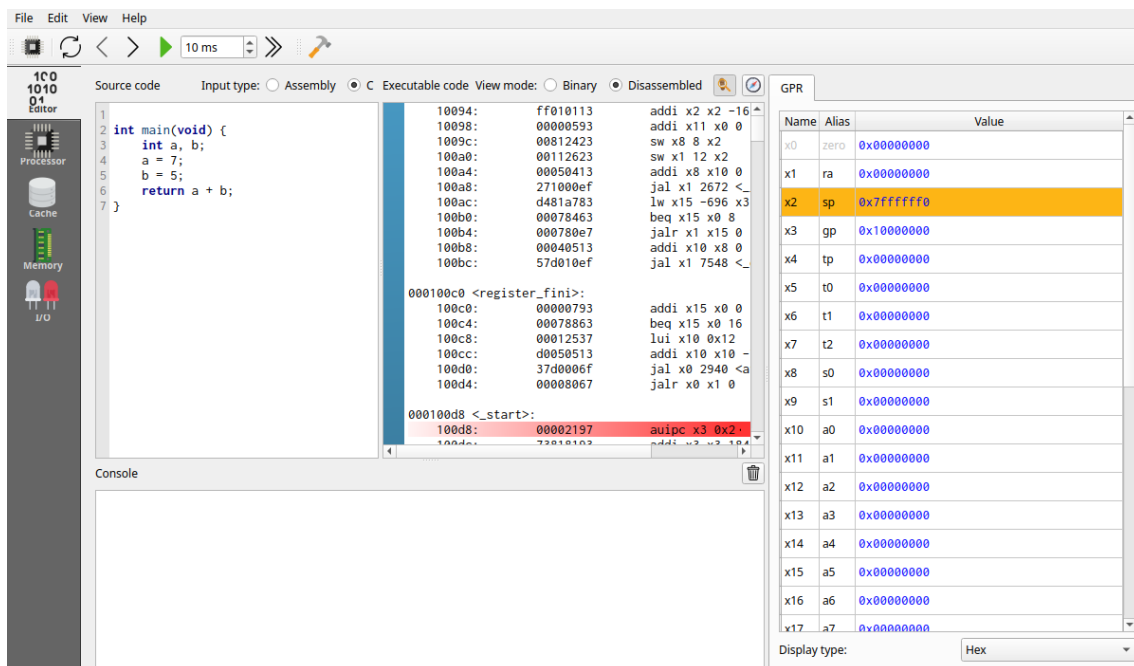 File Edit View Help
10 ms
100
1010
01
Editor
Processor
Cache
Memory
I/O
Source code Input type: Assembly C Executable code View mode: Binary Disassembled
1
2 int main(void) {
3 int a, b;
4 a = 7;
5 b = 5;
6 return a + b;
7 }
10094: ff010113 addi x2 x2 -16
10098: 00000593 addi x11 x0 0
1009c: 00812423 sw x8 8 x2
100a0: 00112623 sw x1 12 x2
100a4: 00050413 addi x8 x10 0
100a8: 271000ef jal x1 2672 <_
100ac: d481a783 lw x15 -696 x3
100b0: 00078463 beq x15 x0 8
100b4: 000780e7 jalr x1 x15 0
100b8: 00040513 addi x10 x8 0
100bc: 57d010ef jal x1 7548 <_
000100c0 <register_fini>:
100c0: 00000793 addi x15 x0 0
100c4: 00078863 beq x15 x0 16
100c8: 00012537 lui x10 0x12
100cc: d0050513 addi x10 x10 -
100d0: 37d0006f jal x0 2940 <a
100d4: 00008067 jalr x0 x1 0
000100d8 <_start>:
100d8: 00002197 auipc x3 0x2
Console
GPR
Name Alias Value
x0 zero 0x00000000
x1 ra 0x00000000
x2 sp 0x7ffffff0
x3 gp 0x10000000
x4 tp 0x00000000
x5 t0 0x00000000
x6 t1 0x00000000
x7 t2 0x00000000
x8 s0 0x00000000
x9 s1 0x00000000
x10 a0 0x00000000
x11 a1 0x00000000
x12 a2 0x00000000
x13 a3 0x00000000
x14 a4 0x00000000
x15 a5 0x00000000
x16 a6 0x00000000
x17 a7 0x00000000
Display type: Hex